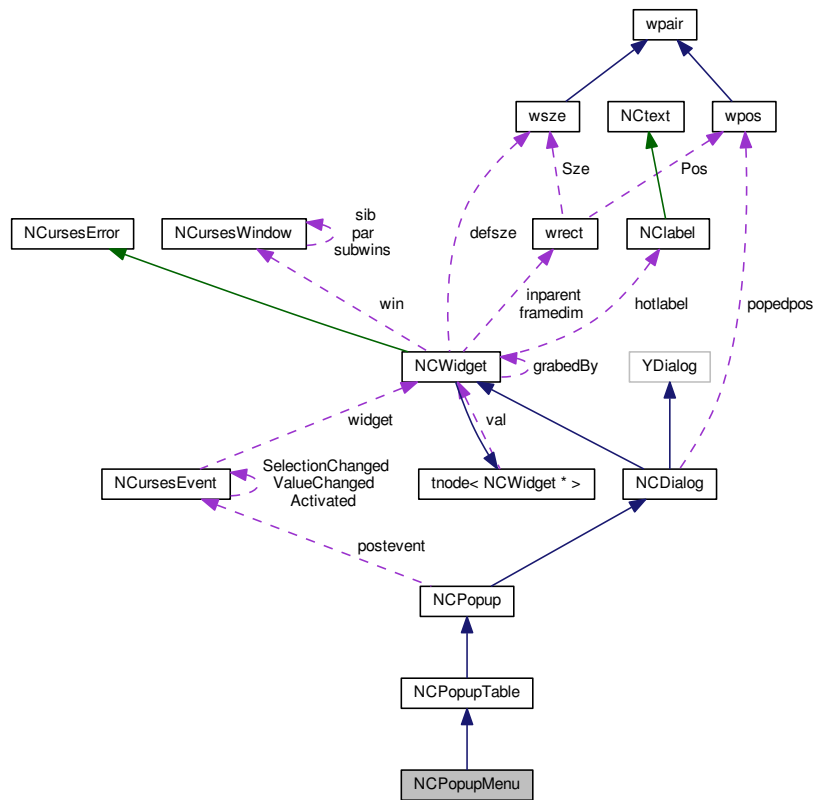 wpair
wsze
NCtext
wpos
Sze
Pos
NCursesError
NCursesWindow
sib
par
subwins
defsze
wrect
NClabel
win
inparent
framedim
hotlabel
popedpos
NCWidget
grabedBy
YDialog
widget
val
NCursesEvent
SelectionChanged
ValueChanged
Activated
tnode< NCWidget * >
NCDialog
postevent
NCPopup
NCPopupTable
NCPopupMenu